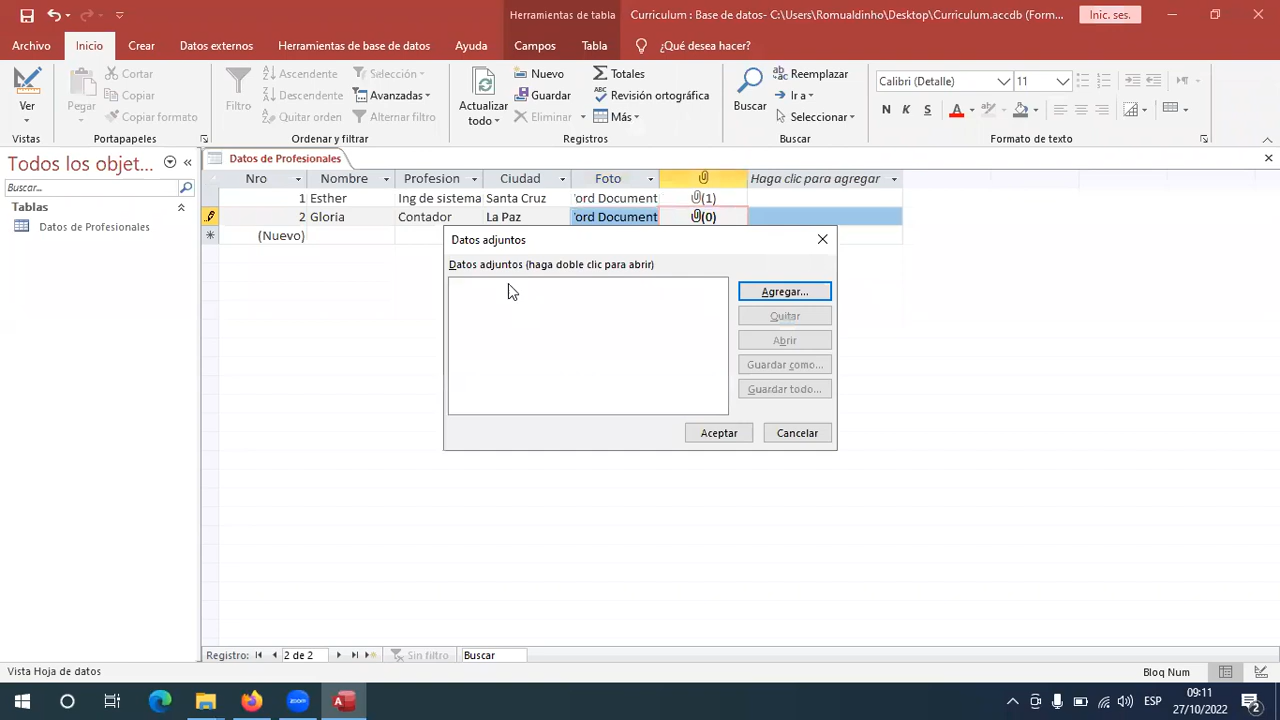 Herramientas de tabla
Curriculum : Base de datos- C:\Users\Romualdinho\Desktop\Curriculum.accdb (Form...
Inic. ses.
Archivo
Inicio
Crear
Datos externos
Herramientas de base de datos
Ayuda
Campos
Tabla
¿Qué desea hacer?
Ver
Pegar
Cortar
Copiar
Copiar formato
Filtro
Ascendente
Descendente
Quitar orden
Selección
Avanzadas
Alternar filtro
Actualizar
todo
Nuevo
Guardar
Eliminar
Totales
Revisión ortográfica
Más
Buscar
Reemplazar
Ir a
Seleccionar
Calibri (Detalle)
11
N K S A
Vistas
Portapapeles
Ordenar y filtrar
Registros
Buscar
Formato de texto
Todos los objet...
Buscar...
Tablas
Datos de Profesionales
Datos de Profesionales
Nro Nombre Profesion Ciudad Foto Haga clic para agregar
1 Esther Ing de sistema Santa Cruz 'ord Document (1)
2 Gloria Contador La Paz 'ord Document (0)
(Nuevo)
Datos adjuntos
Datos adjuntos (haga doble clic para abrir)
Agregar...
Quitar
Abrir
Guardar como...
Guardar todo...
Aceptar
Cancelar
Registro: 2 de 2 Sin filtro Buscar
Vista Hoja de datos
Bloq Num
zoom
ESP
09:11
27/10/2022
2